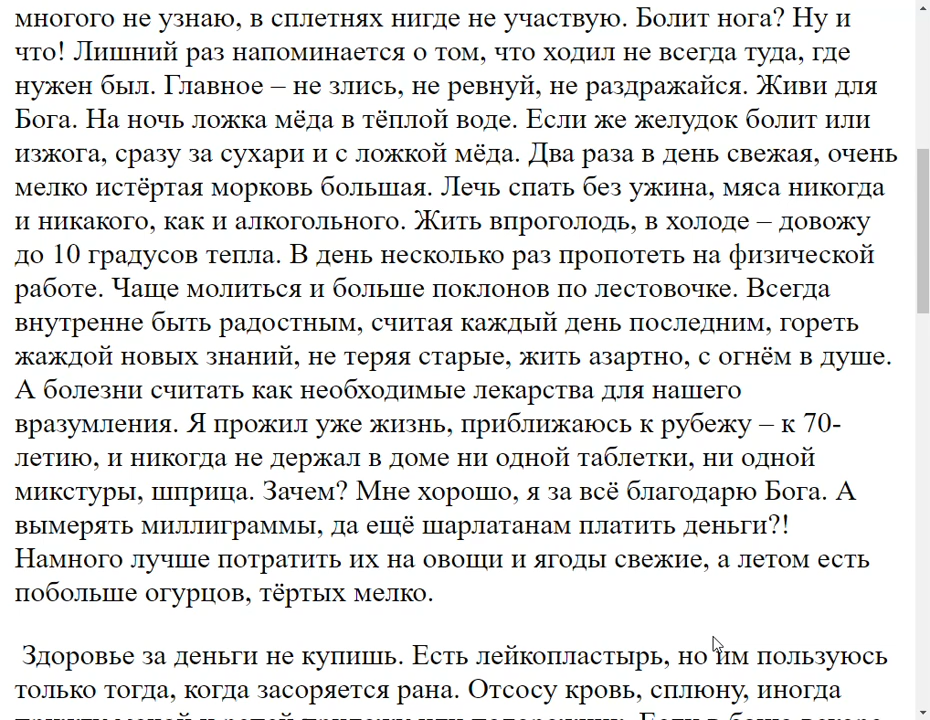 многого не узнаю, в сплетнях нигде не участвую. Болит нога? Ну и
что! Лишний раз напоминается о том, что ходил не всегда туда, где
нужен был. Главное – не злись, не ревнуй, не раздражайся. Живи для
Бога. На ночь ложка мёда в тёплой воде. Если же желудок болит или
изжога, сразу за сухари и с ложкой мёда. Два раза в день свежая, очень
мелко истёртая морковь большая. Лечь спать без ужина, мяса никогда
и никакого, как и алкогольного. Жить впроголодь, в холоде – довожу
до 10 градусов тепла. В день несколько раз пропотеть на физической
работе. Чаще молиться и больше поклонов по лестовочке. Всегда
внутренне быть радостным, считая каждый день последним, гореть
жаждой новых знаний, не теряя старые, жить азартно, с огнём в душе.
А болезни считать как необходимые лекарства для нашего
вразумления. Я прожил уже жизнь, приближаюсь к рубежу – к 70-
летию, и никогда не держал в доме ни одной таблетки, ни одной
микстуры, шприца. Зачем? Мне хорошо, я за всё благодарю Бога. А
вымерять миллиграммы, да ещё шарлатанам платить деньги?!
Намного лучше потратить их на овощи и ягоды свежие, а летом есть
побольше огурцов, тёртых мелко.
Здоровье за деньги не купишь. Есть лейкопластырь, но им пользуюсь
только тогда, когда засоряется рана. Отсосу кровь, сплюну, иногда